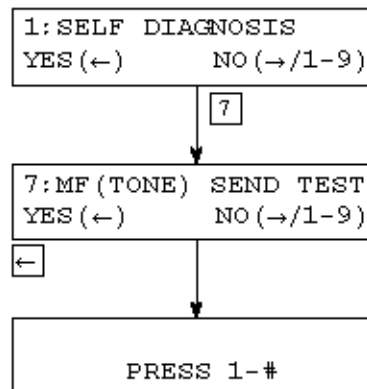 1:SELF DIAGNOSIS
YES(←) NO(→/1-9)
7
7:MF(TONE) SEND TEST
YES(←) NO(→/1-9)
←
PRESS 1-#